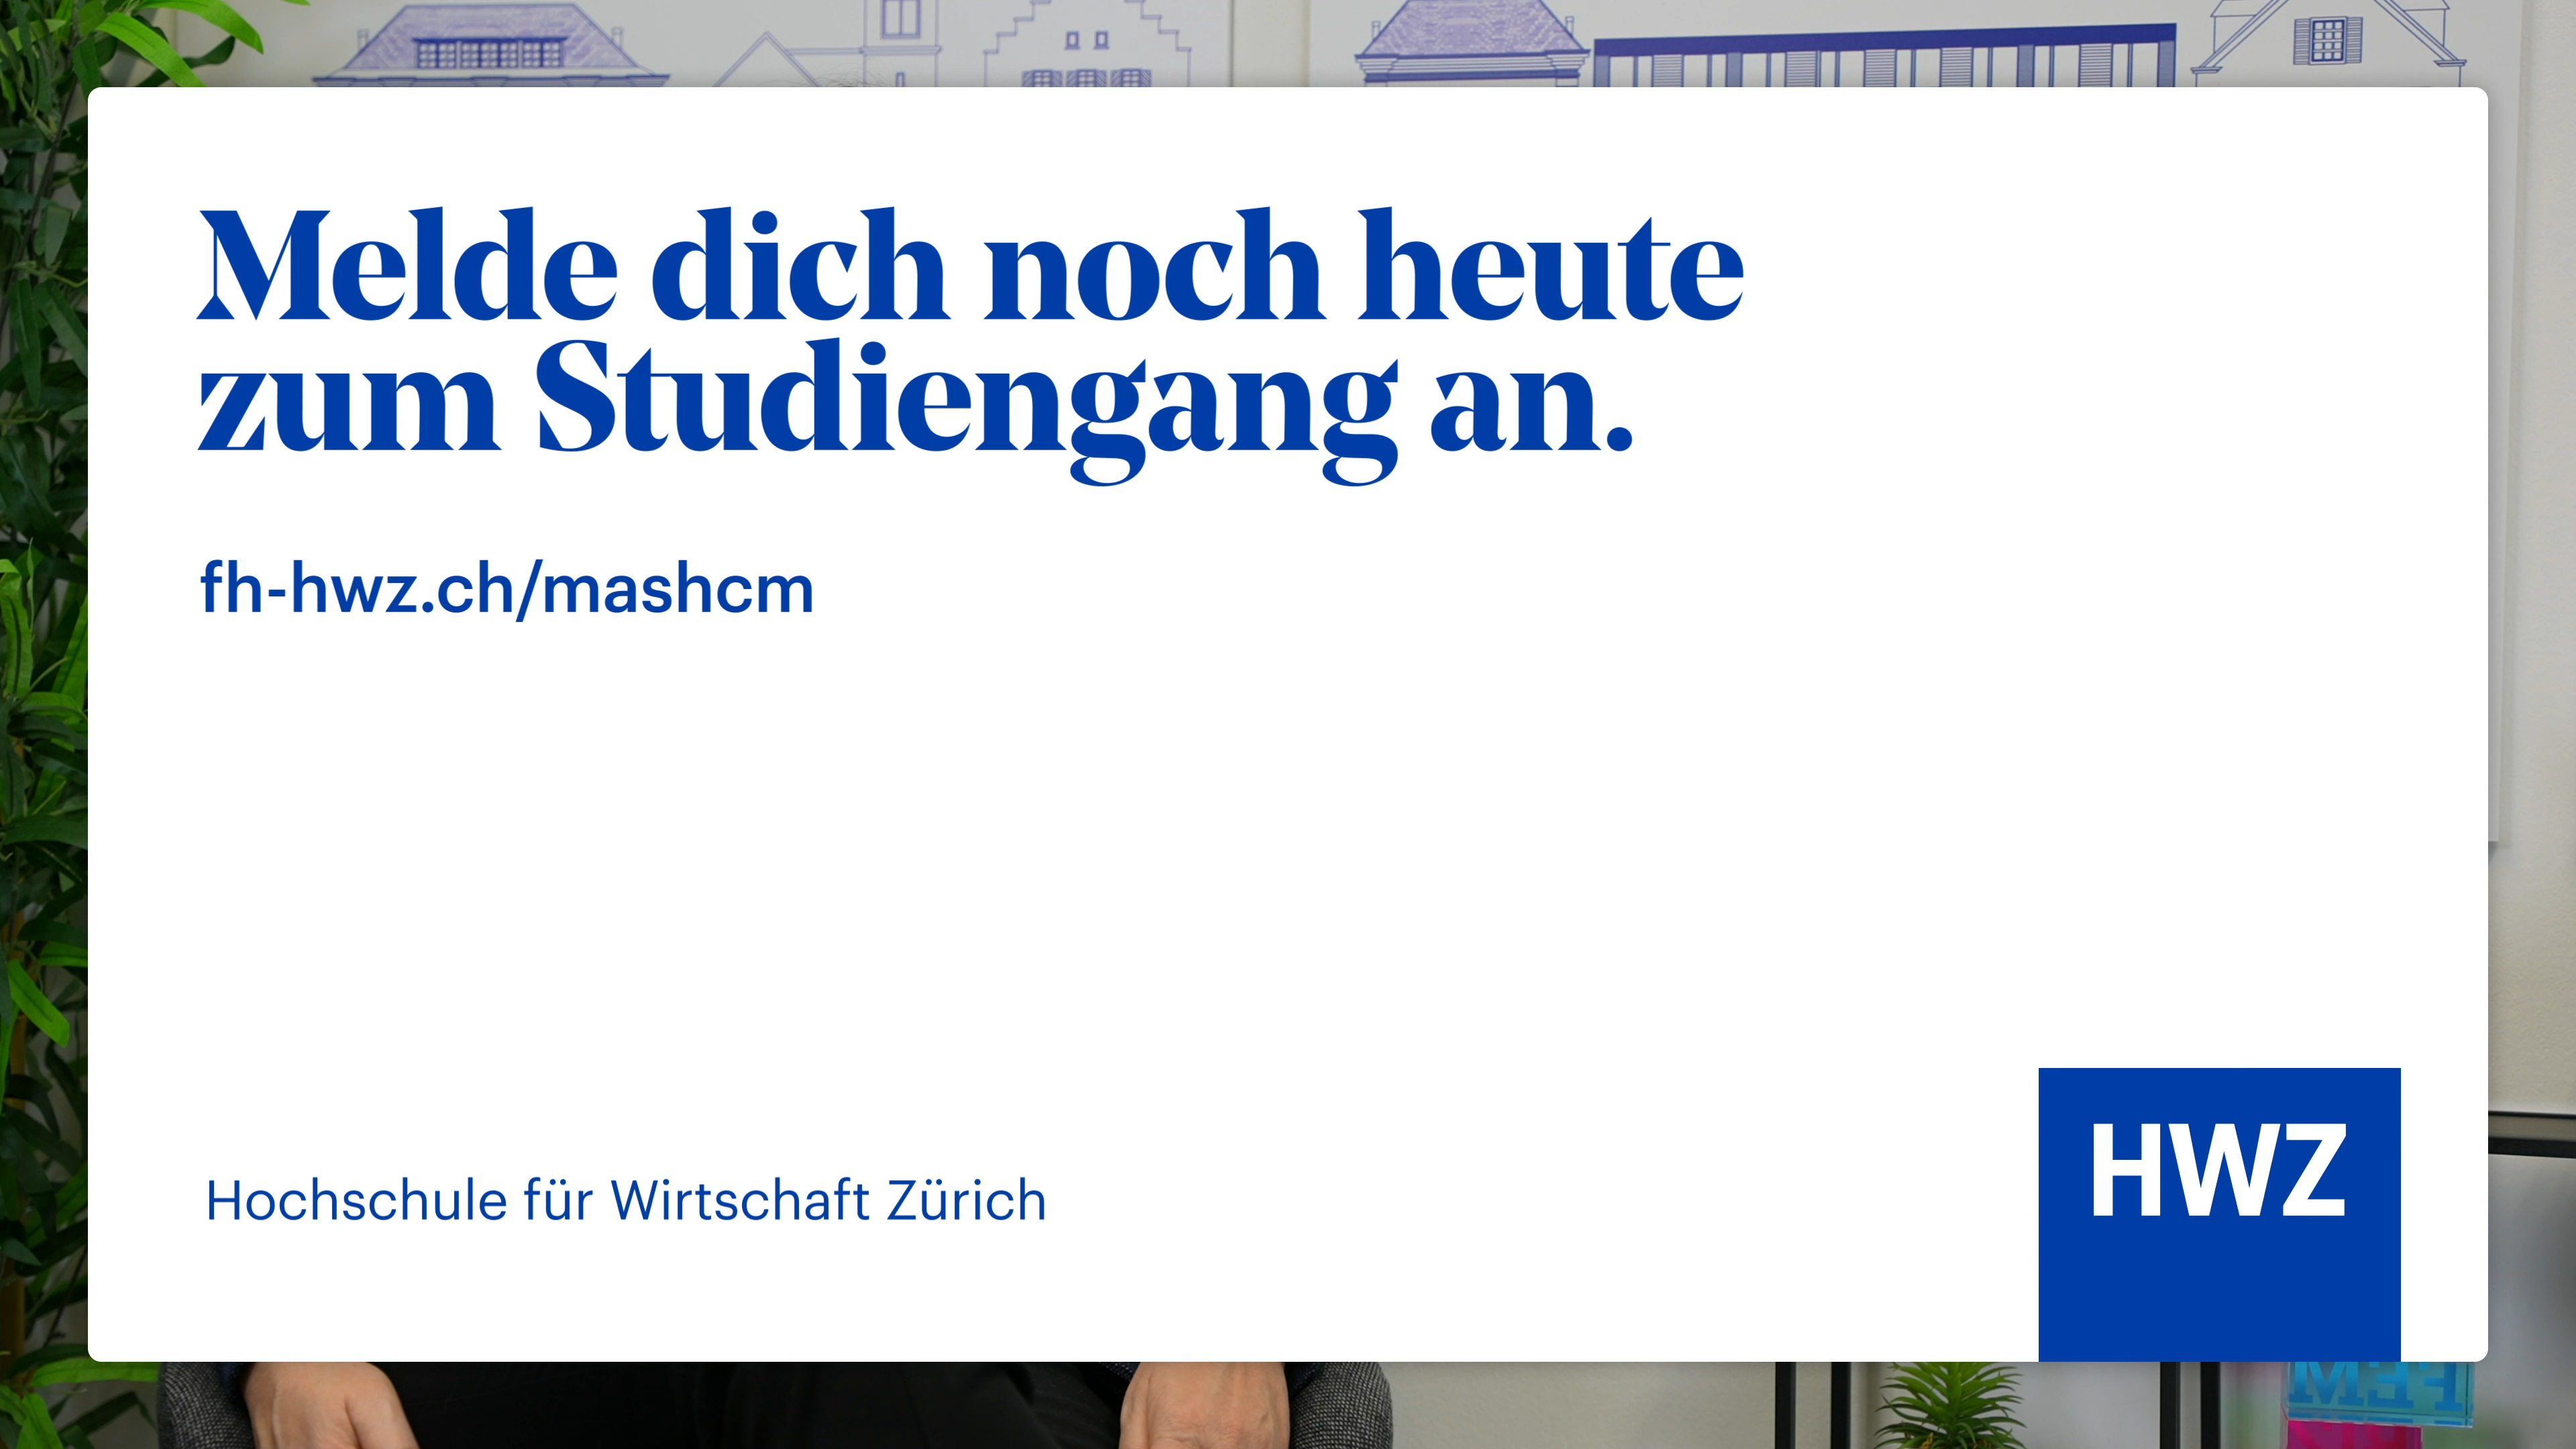 Melde dich noch heute
zum Studiengang an.
fh-hwz.ch/mashcm
Hochschule für Wirtschaft Zürich
HWZ